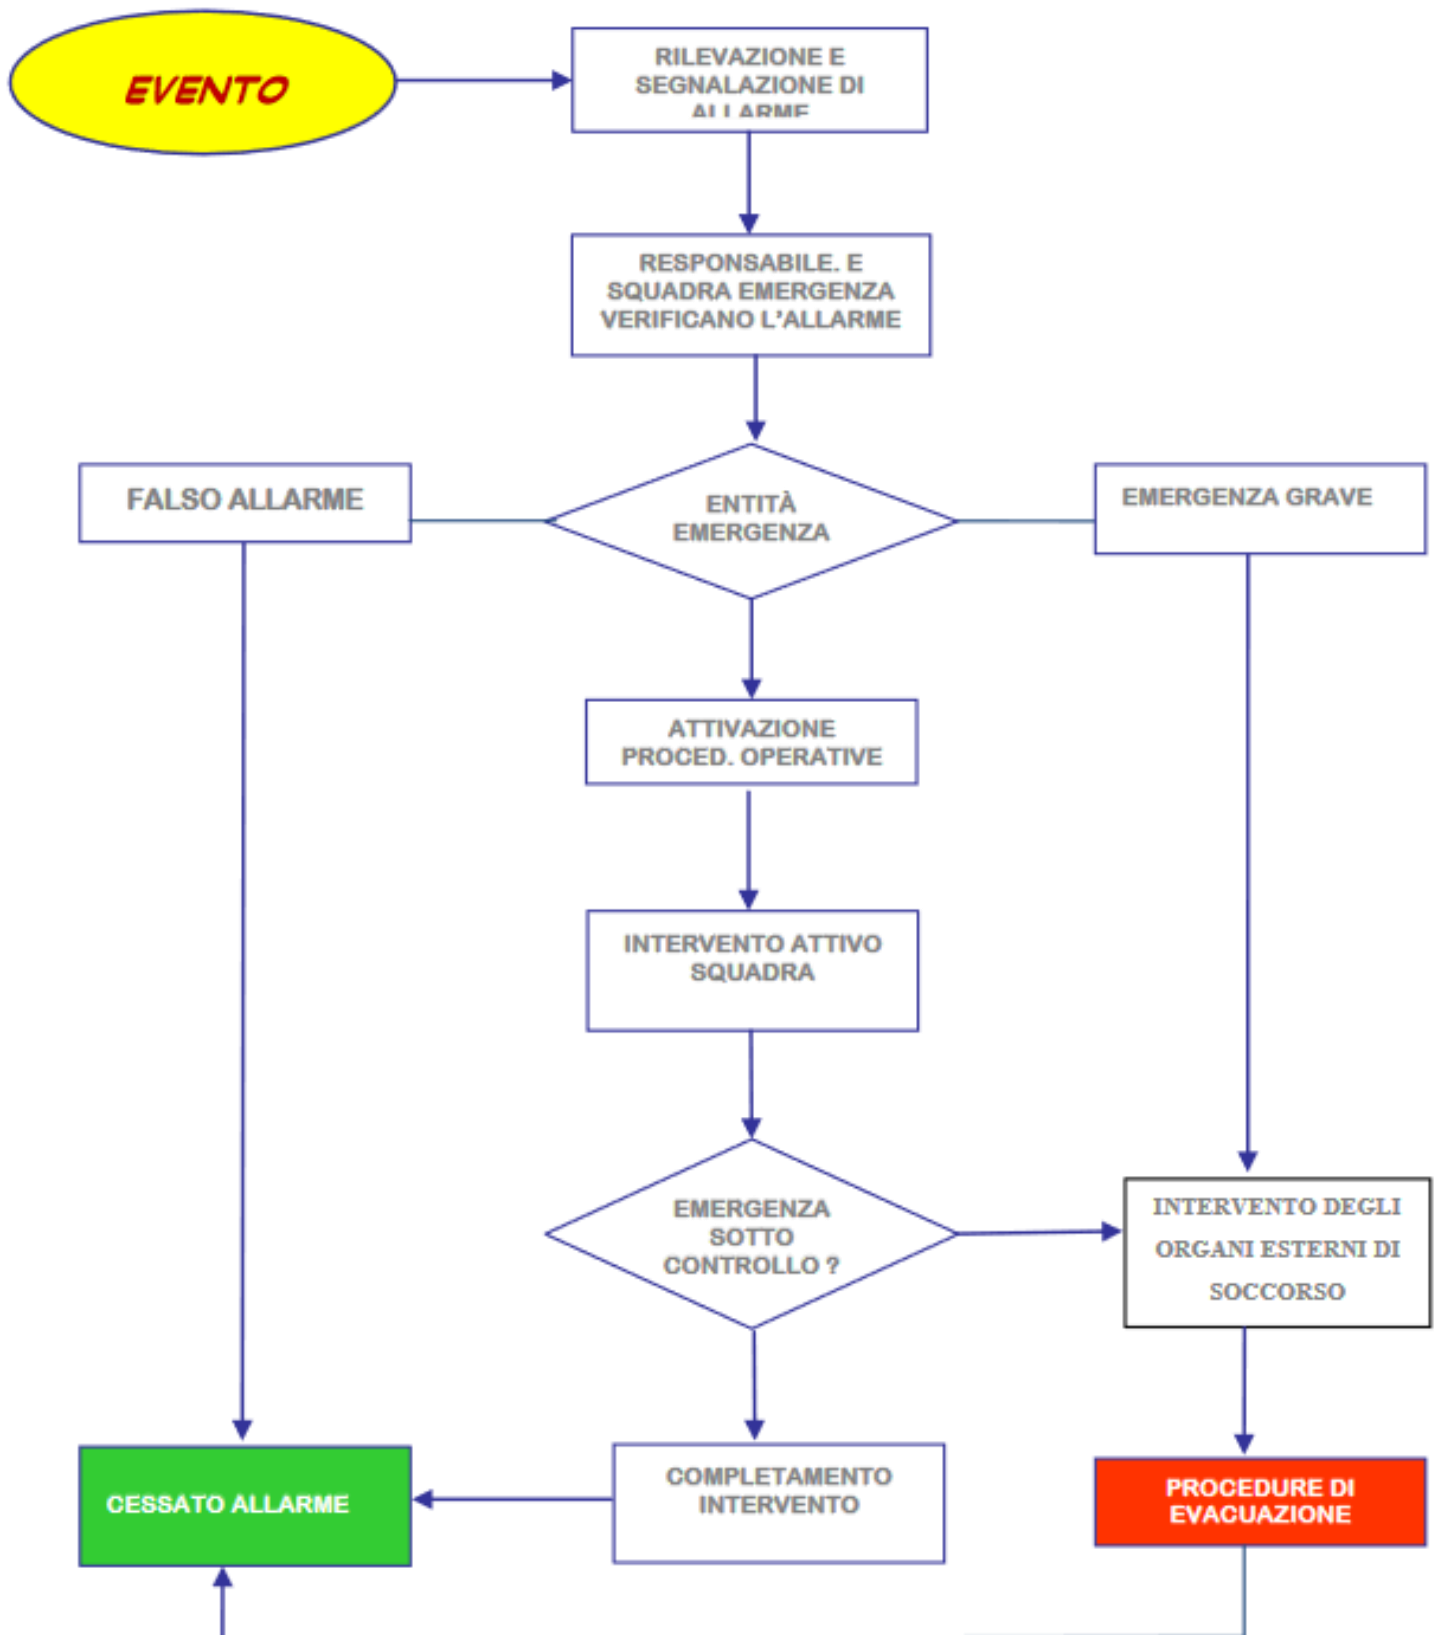 EVENTO
RILEVAZIONE E
SEGNALAZIONE DI
ALLARME
RESPONSABILE. E
SQUADRA EMERGENZA
VERIFICANO L'ALLARME
FALSO ALLARME
ENTITÀ
EMERGENZA
EMERGENZA GRAVE
ATTIVAZIONE
PROCED. OPERATIVE
INTERVENTO ATTIVO
SQUADRA
EMERGENZA
SOTTO
CONTROLLO ?
INTERVENTO DEGLI
ORGANI ESTERNI DI
SOCCORSO
CESSATO ALLARME
COMPLETAMENTO
INTERVENTO
PROCEDURE DI
EVACUAZIONE